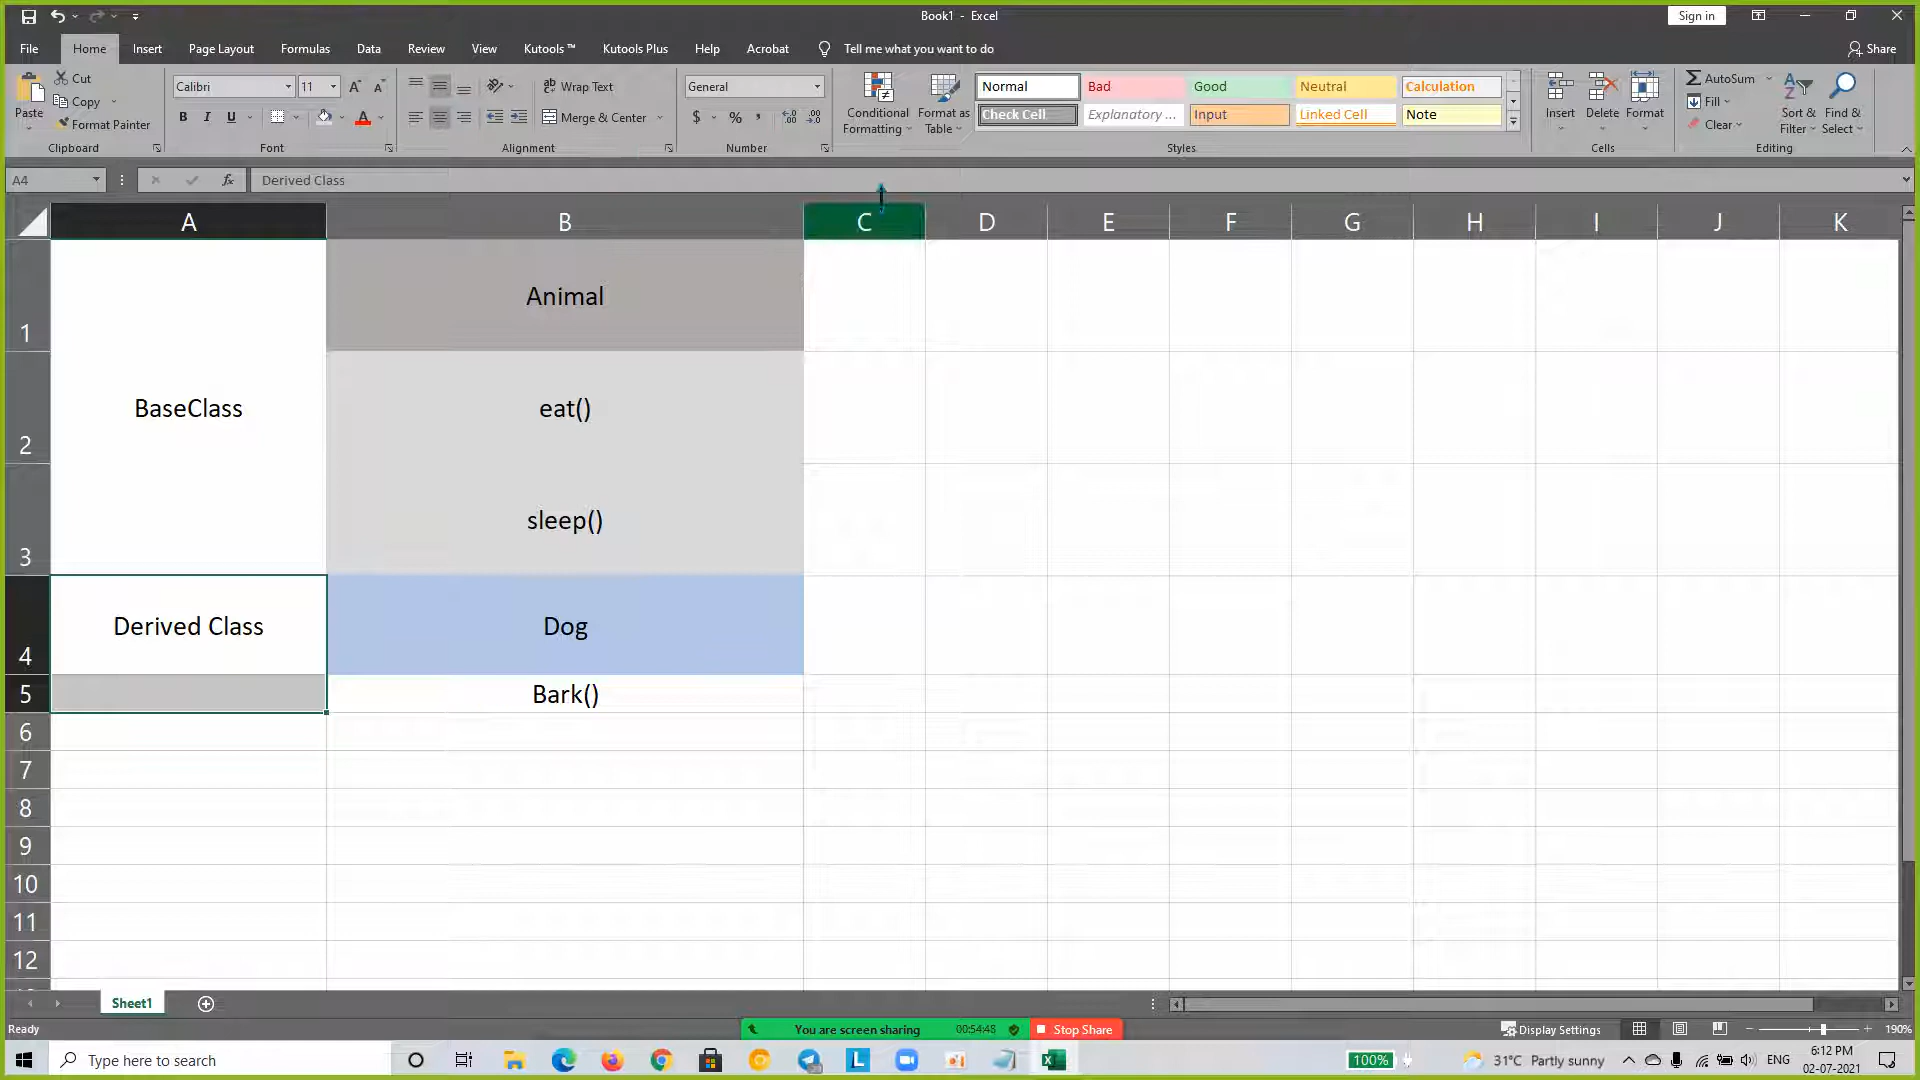 Book1 - Excel
Sign in
File Home Insert Page Layout Formulas Data Review View Kutools ™ Kutools Plus Help Acrobat Tell me what you want to do Share
Paste Cut Copy Format Painter Clipboard
Calibri 11 A A B I U A Font
Wrap Text Merge & Center Alignment
General $ % , Number
Conditional Formatting Format as Table
Normal Bad Good Neutral Calculation
Check Cell Explanatory ... Input Linked Cell Note
Styles
Insert Delete Format Cells
AutoSum Fill Clear Sort & Filter Find & Select Editing
A4 fx Derived Class
A B C D E F G H I J K
1 Animal
BaseClass
2 eat()
3 sleep()
4 Derived Class Dog
5 Bark()
6
7
8
9
10
11
12
Sheet1
Ready You are screen sharing 00:54:48 Stop Share Display Settings 190%
Type here to search L 100% 31°C Partly sunny ENG 6:12 PM
02-07-2021